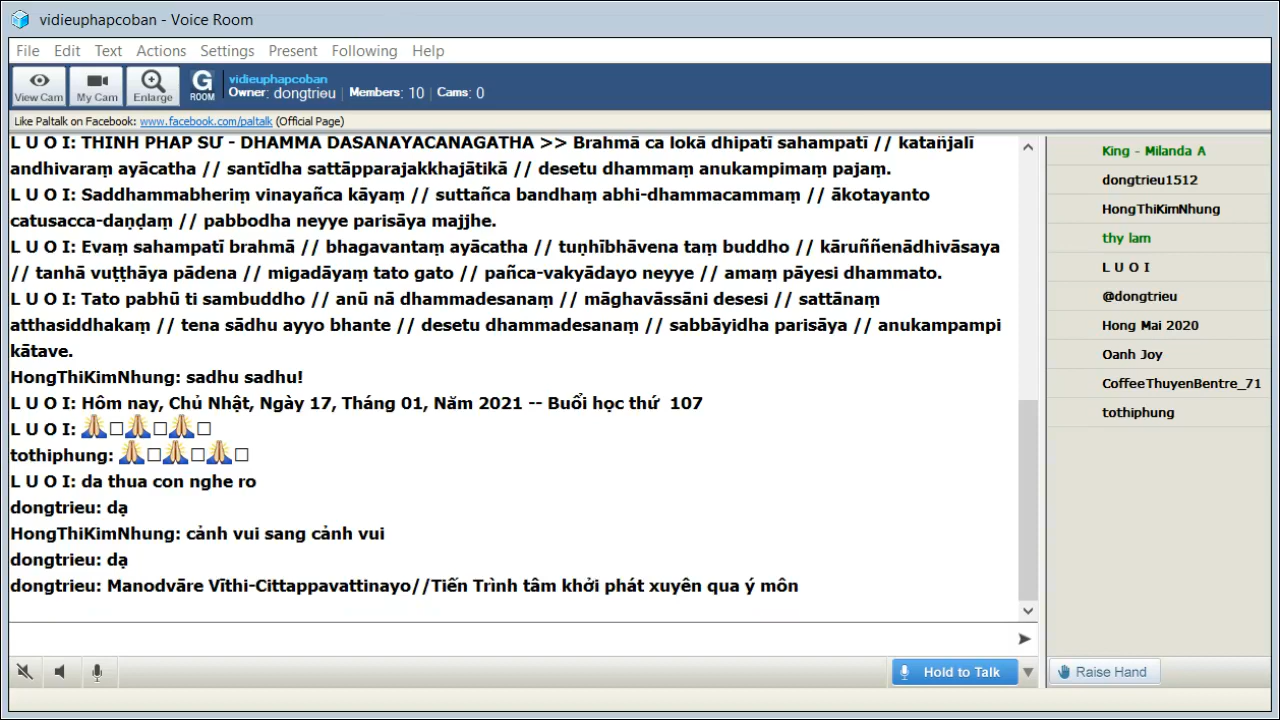 vidieuphapcoban - Voice Room
File Edit Text Actions Settings Present Following Help
View Cam My Cam Enlarge G ROOM
vidieuphapcoban
Owner: dongtrieu | Members: 10 | Cams: 0
Like Paltalk on Facebook: www.facebook.com/paltalk (Official Page)
L U O I: THỈNH PHÁP SƯ - DHAMMA DASANAYACANAGATHA >> Brahmā ca lokā dhipatī sahampatī // katañjalī
andhivaraṃ ayācatha // santīdha sattāpparajakkhajātikā // desetu dhammaṃ anukampimaṃ pajaṃ.
L U O I: Saddhammabheriṃ vinayañca kāyaṃ // suttañca bandhaṃ abhi-dhammacammaṃ // ākotayanto
catusacca-daṇḍaṃ // pabbodha neyye parisāya majjhe.
L U O I: Evaṃ sahampatī brahmā // bhagavantaṃ ayācatha // tuṇhībhāvena taṃ buddho // kāruññenādhivāsaya
// tanhā vuṭṭhāya pādena // migadāyaṃ tato gato // pañca-vakyādayo neyye // amaṃ pāyesi dhammato.
L U O I: Tato pabhū ti sambuddho // anū nā dhammadesanaṃ // māghavāssāni desesi // sattānaṃ
atthasiddhakaṃ // tena sādhu ayyo bhante // desetu dhammadesanaṃ // sabbāyidha parisāya // anukampampi
kātave.
HongThiKimNhung: sadhu sadhu!
L U O I: Hôm nay, Chủ Nhật, Ngày 17, Tháng 01, Năm 2021 -- Buổi học thứ 107
L U O I: 🙏□🙏□🙏□
tothiphung: 🙏□🙏□🙏□
L U O I: da thua con nghe ro
dongtrieu: dạ
HongThiKimNhung: cảnh vui sang cảnh vui
dongtrieu: dạ
dongtrieu: Manodvāre Vīthi-Cittappavattinayo//Tiến Trình tâm khởi phát xuyên qua ý môn
King - Milanda A
dongtrieu1512
HongThiKimNhung
thy lam
L U O I
@dongtrieu
Hong Mai 2020
Oanh Joy
CoffeeThuyenBentre_71
tothiphung
Hold to Talk
Raise Hand